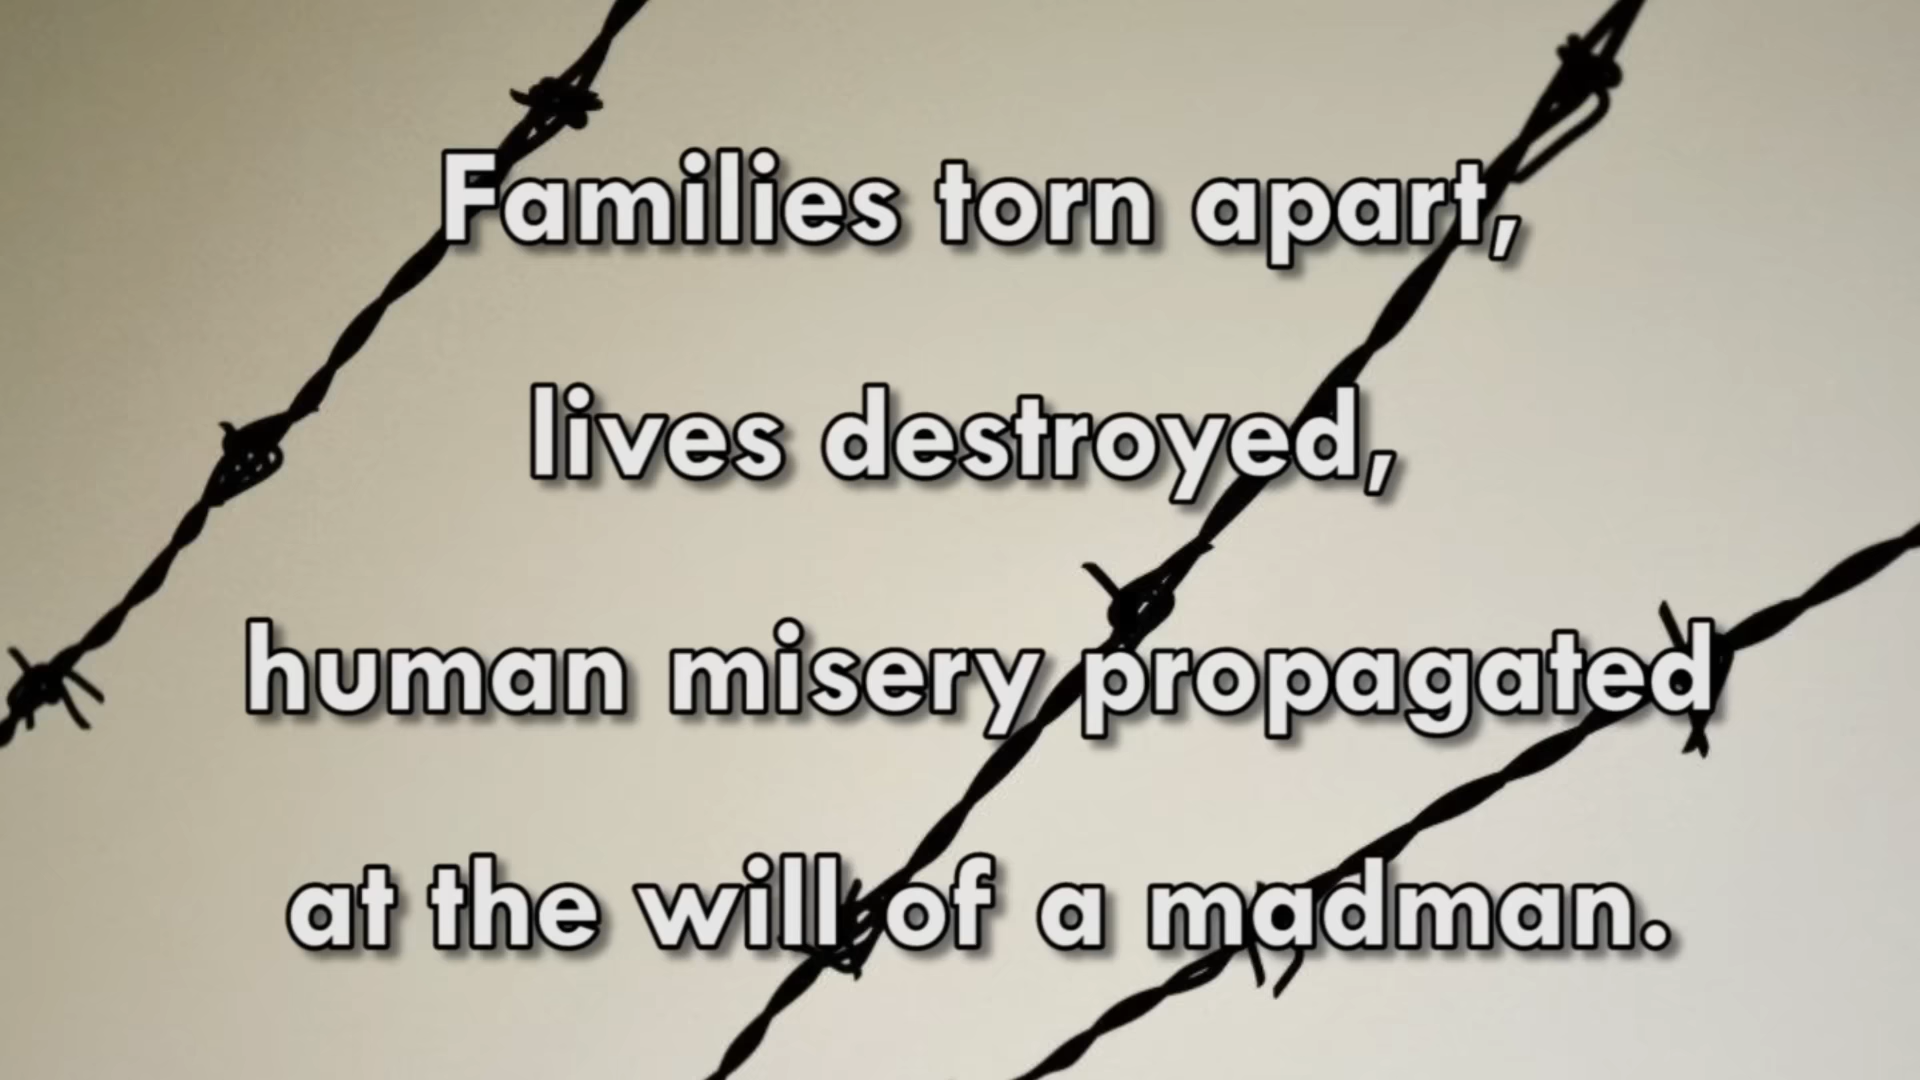 Families torn apart,
lives destroyed,
human misery propagated
at the will of a madman.